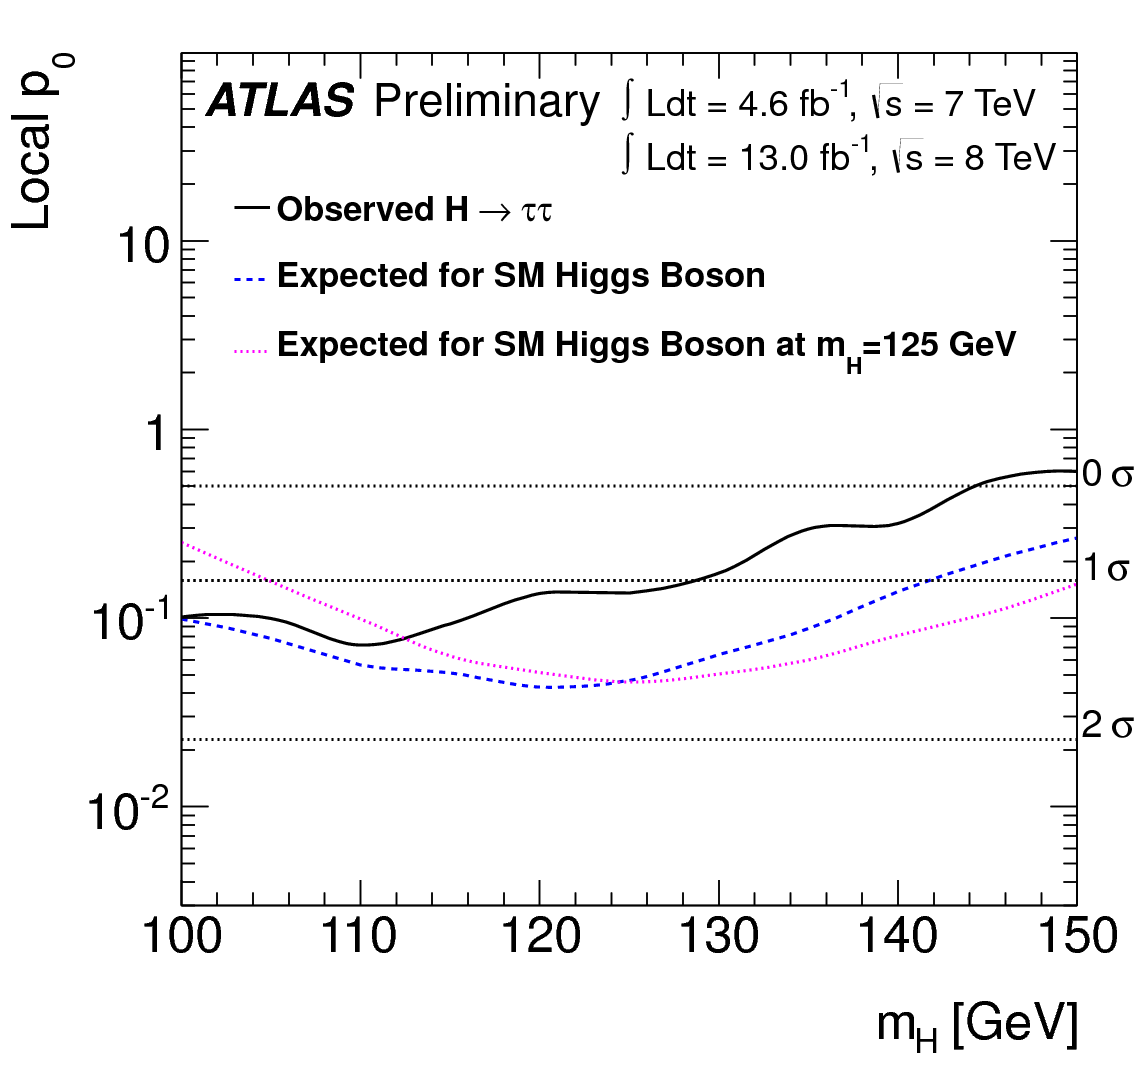 Local p0
ATLAS Preliminary ∫ Ldt = 4.6 fb-1, √s = 7 TeV
∫ Ldt = 13.0 fb-1, √s = 8 TeV
Observed H → ττ
Expected for SM Higgs Boson
Expected for SM Higgs Boson at mH=125 GeV
10
1
10-1
10-2
0 σ
1 σ
2 σ
100 110 120 130 140 150
mH [GeV]